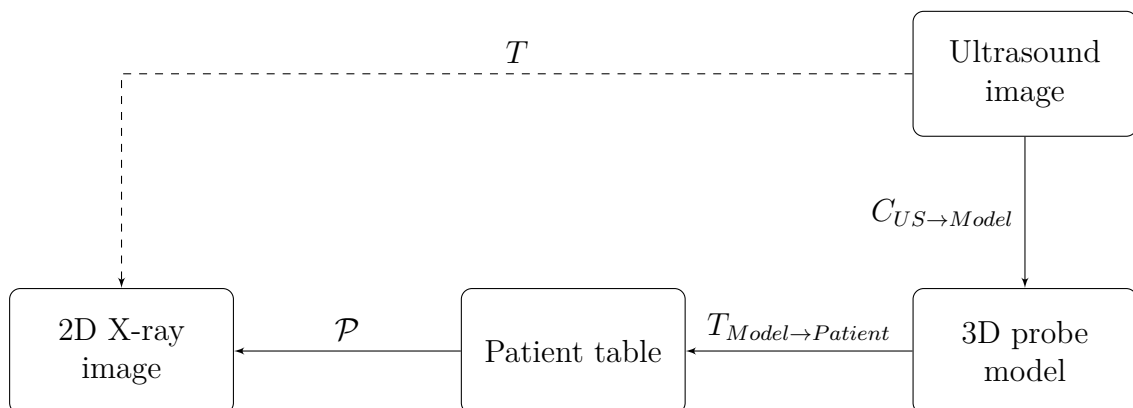 T
Ultrasound
image
C_{US→Model}
2D X-ray
image
𝒫
Patient table
T_{Model→Patient}
3D probe
model